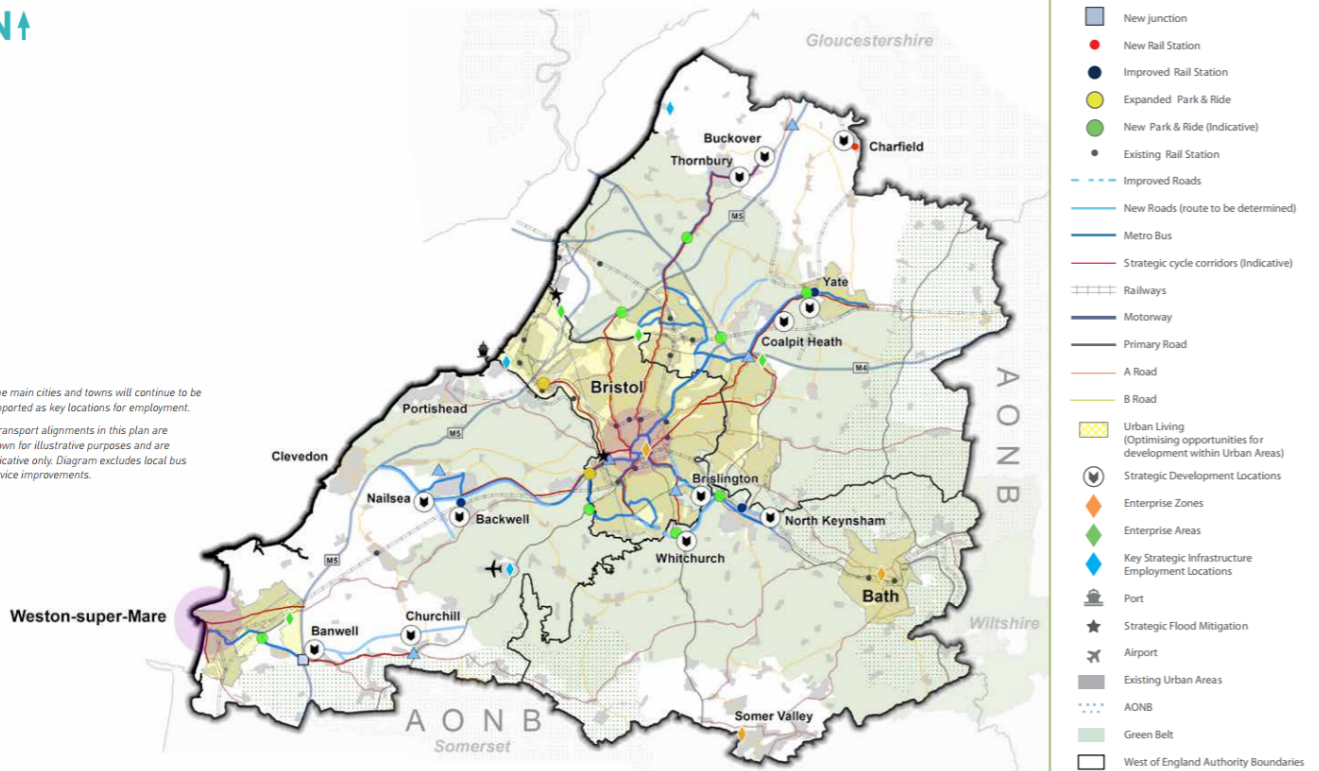 N
Gloucestershire
Buckover
Thornbury
Charfield
M5
Yate
Coalpit Heath
M4
Bristol
Portishead
M5
Clevedon
AONB
Nailsea
Backwell
Brislington
North Keynsham
Whitchurch
M5
Bath
Weston-super-Mare
Banwell
Churchill
Wiltshire
AONB
Somerset
Somer Valley
main cities and towns will continue to be
as key locations for employment.
alignments in this plan are
for illustrative purposes and are
only. Diagram excludes local bus
improvements.
New junction
New Rail Station
Improved Rail Station
Expanded Park & Ride
New Park & Ride (Indicative)
Existing Rail Station
Improved Roads
New Roads (route to be determined)
Metro Bus
Strategic cycle corridors (Indicative)
Railways
Motorway
Primary Road
A Road
B Road
Urban Living
(Optimising opportunities for
development within Urban Areas)
Strategic Development Locations
Enterprise Zones
Enterprise Areas
Key Strategic Infrastructure
Employment Locations
Port
Strategic Flood Mitigation
Airport
Existing Urban Areas
AONB
Green Belt
West of England Authority Boundaries